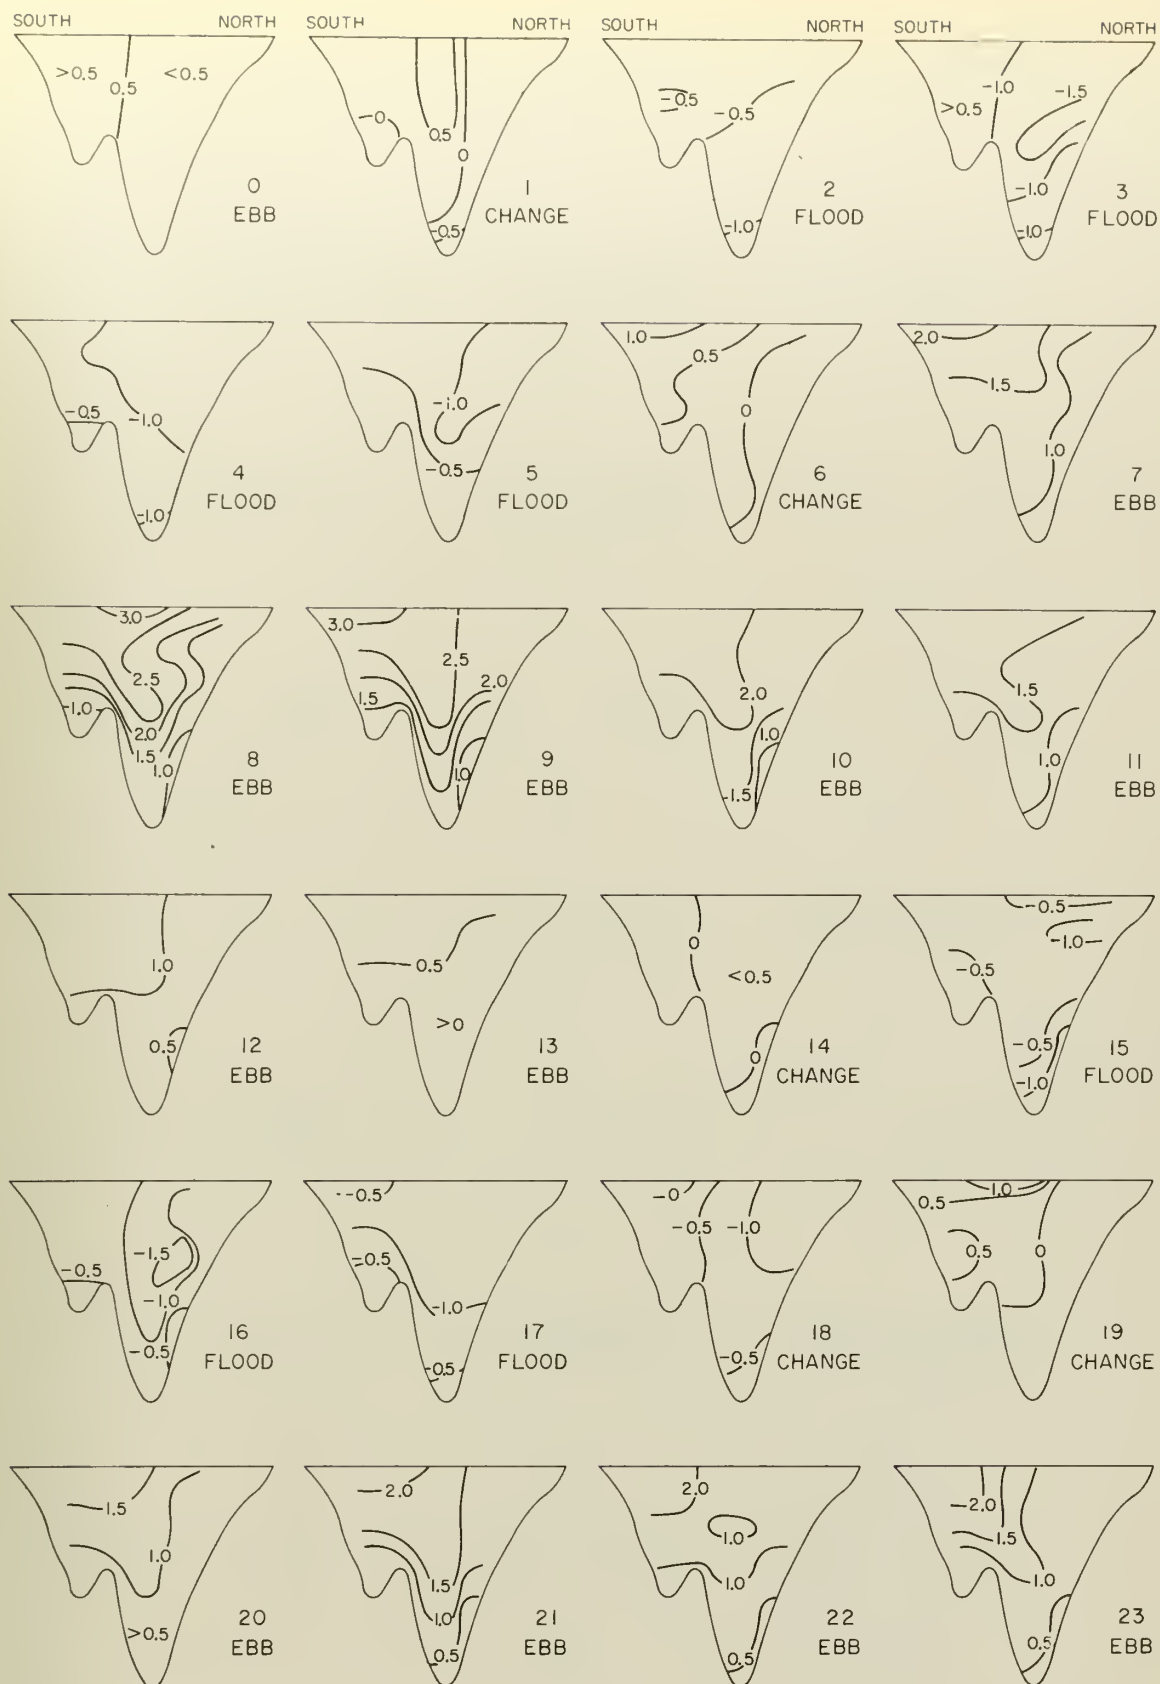 SOUTH NORTH SOUTH NORTH SOUTH NORTH SOUTH NORTH
>0.5 0.5 <0.5
0
EBB
0 0.5 0 -0.5
1
CHANGE
-0.5 -0.5 -1.0
2
FLOOD
>0.5 -1.0 -1.5 -1.0 -1.0
3
FLOOD
-0.5 -1.0 -1.0
4
FLOOD
-1.0 -0.5
5
FLOOD
1.0 0.5 0
6
CHANGE
2.0 1.5 1.0
7
EBB
3.0 2.5 1.0 2.0 1.5 1.0
8
EBB
3.0 2.5 2.0 1.5 1.0
9
EBB
2.0 1.0 1.5
10
EBB
1.5 1.0
11
EBB
1.0 0.5
12
EBB
0.5 >0
13
EBB
0 <0.5 0
14
CHANGE
-0.5 -1.0 -0.5 -0.5 -1.0
15
FLOOD
-0.5 -1.5 -1.0 -0.5
16
FLOOD
-0.5 -0.5 -1.0 -0.5
17
FLOOD
-0 -0.5 -1.0 -0.5
18
CHANGE
0.5 1.0 0.5 0
19
CHANGE
1.5 1.0 >0.5
20
EBB
2.0 1.5 1.0 0.5
21
EBB
2.0 1.0 1.0 0.5
22
EBB
2.0 1.5 1.0 0.5
23
EBB